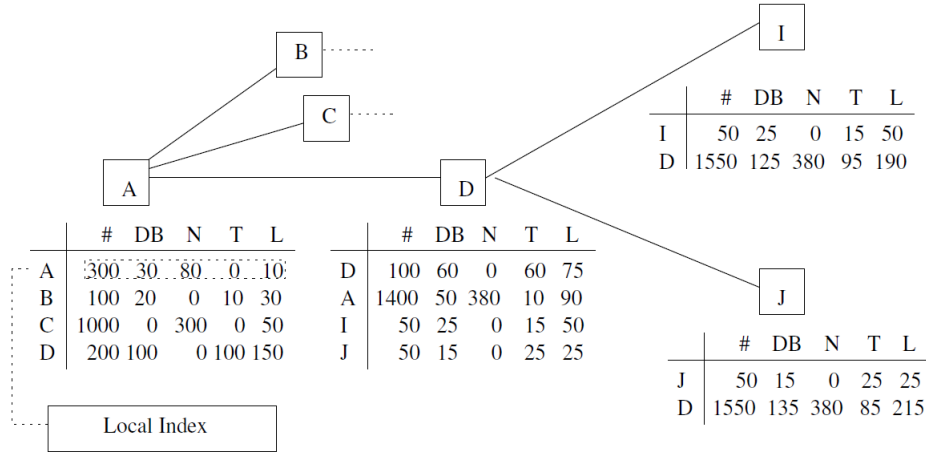 I
B
C
# DB N T L
I 50 25 0 15 50
D 1550 125 380 95 190
A
D
# DB N T L
A 300 30 80 0 10
B 100 20 0 10 30
C 1000 0 300 0 50
D 200 100 0 100 150
# DB N T L
D 100 60 0 60 75
A 1400 50 380 10 90
I 50 25 0 15 50
J 50 15 0 25 25
J
# DB N T L
J 50 15 0 25 25
D 1550 135 380 85 215
Local Index